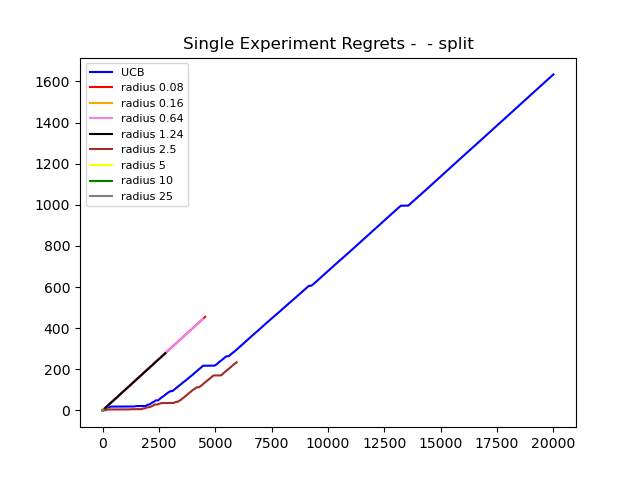 Single Experiment Regrets -  - split
UCB
radius 0.08
radius 0.16
radius 0.64
radius 1.24
radius 2.5
radius 5
radius 10
radius 25
1600
1400
1200
1000
800
600
400
200
0
0 2500 5000 7500 10000 12500 15000 17500 20000